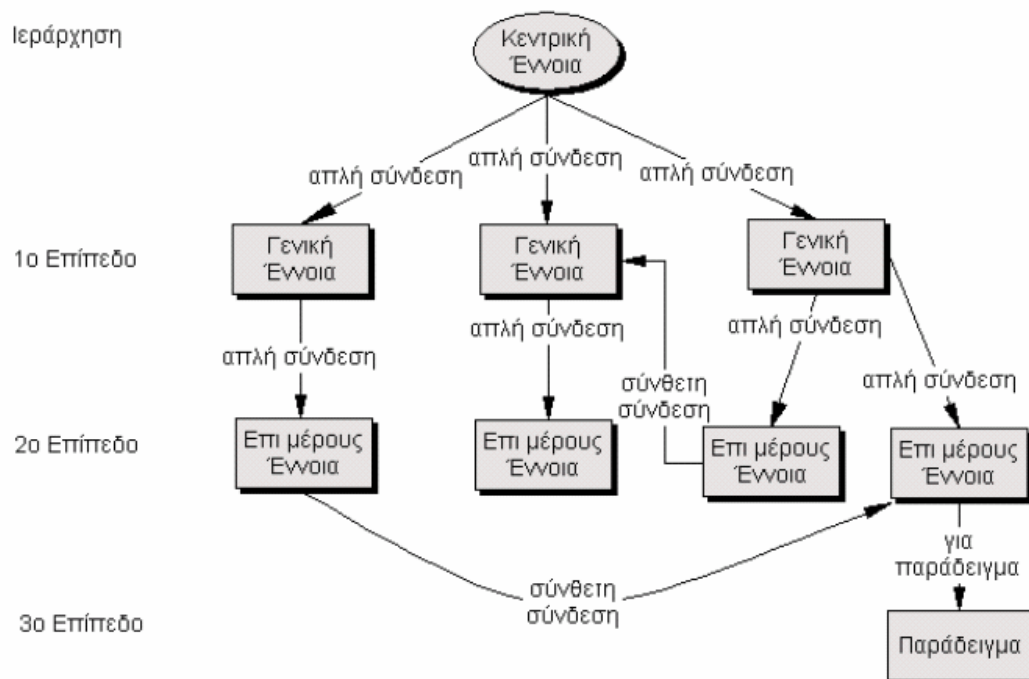 Ιεράρχηση
Κεντρική
Έννοια
απλή σύνδεση
απλή σύνδεση
απλή σύνδεση
1ο Επίπεδο
Γενική
Έννοια
Γενική
Έννοια
Γενική
Έννοια
απλή σύνδεση
απλή σύνδεση
απλή σύνδεση
απλή σύνδεση
σύνθετη
σύνδεση
2ο Επίπεδο
Επι μέρους
Έννοια
Επι μέρους
Έννοια
Επι μέρους
Έννοια
Επι μέρους
Έννοια
για
παράδειγμα
σύνθετη
σύνδεση
3ο Επίπεδο
Παράδειγμα